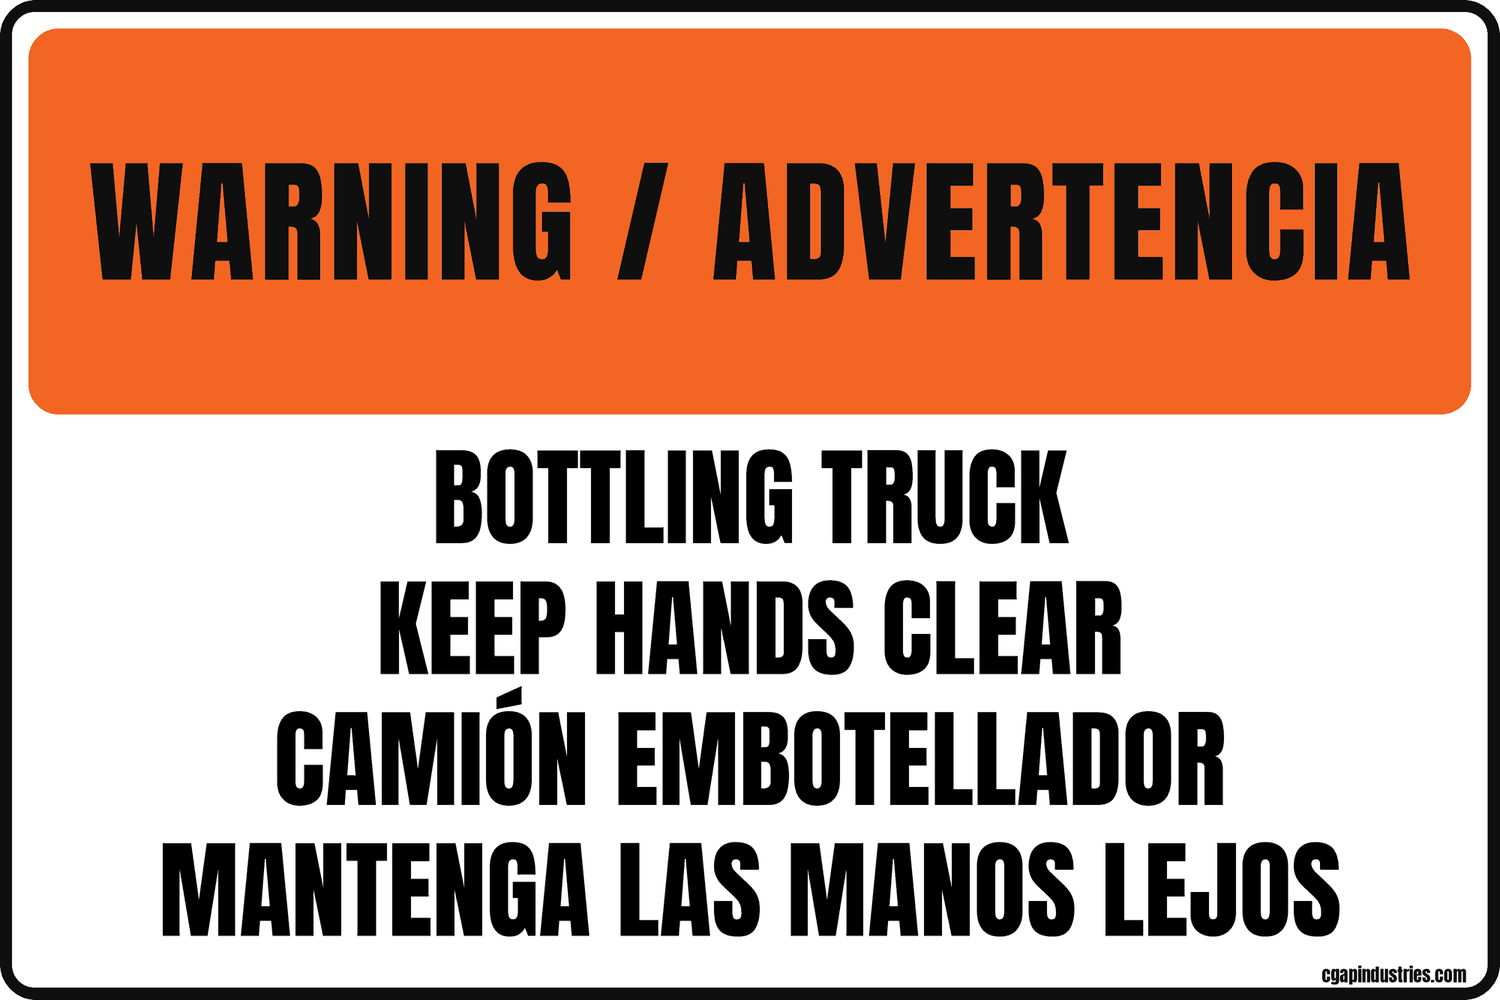 WARNING / ADVERTENCIA
BOTTLING TRUCK
KEEP HANDS CLEAR
CAMIÓN EMBOTELLADOR
MANTENGA LAS MANOS LEJOS
cgapindustries.com